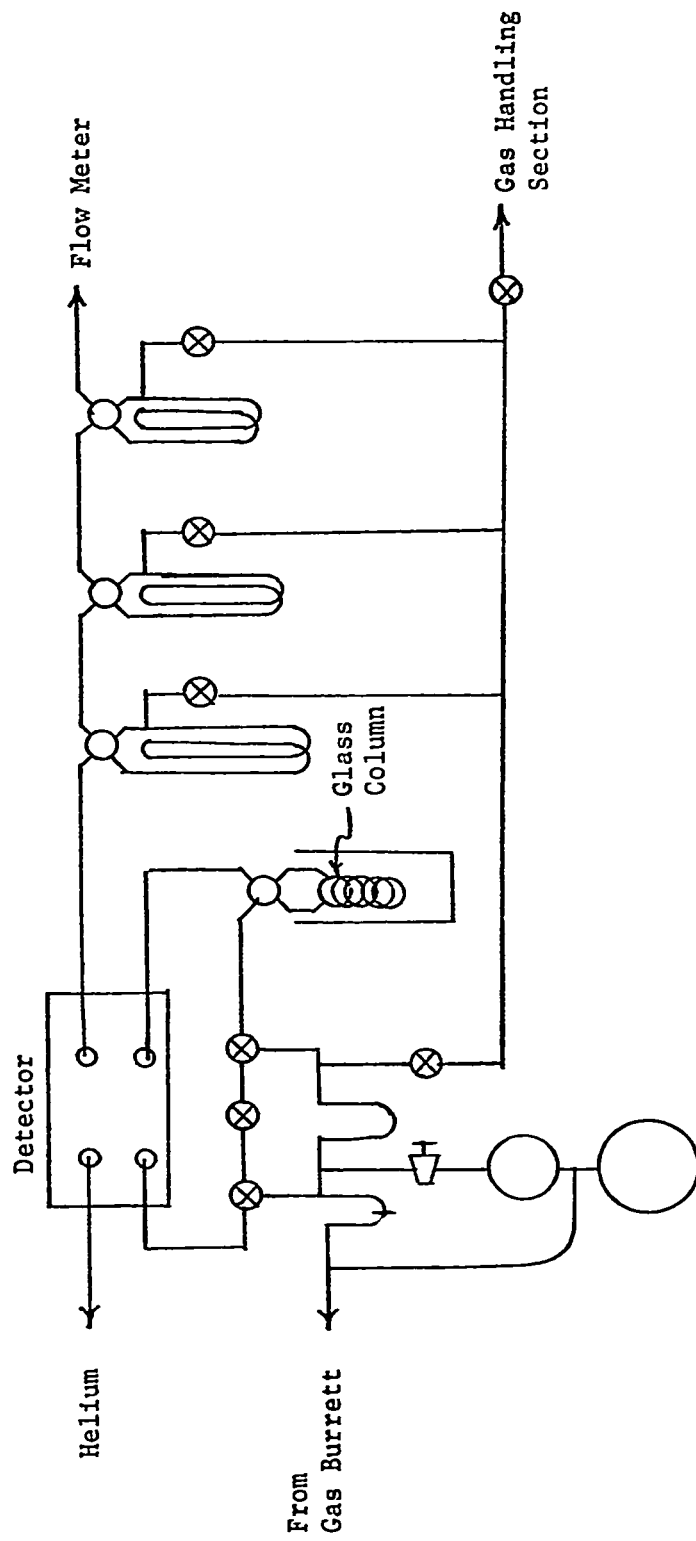 Flow Meter
Gas Handling
Section
Glass
Column
Detector
Helium
From
Gas Burrett